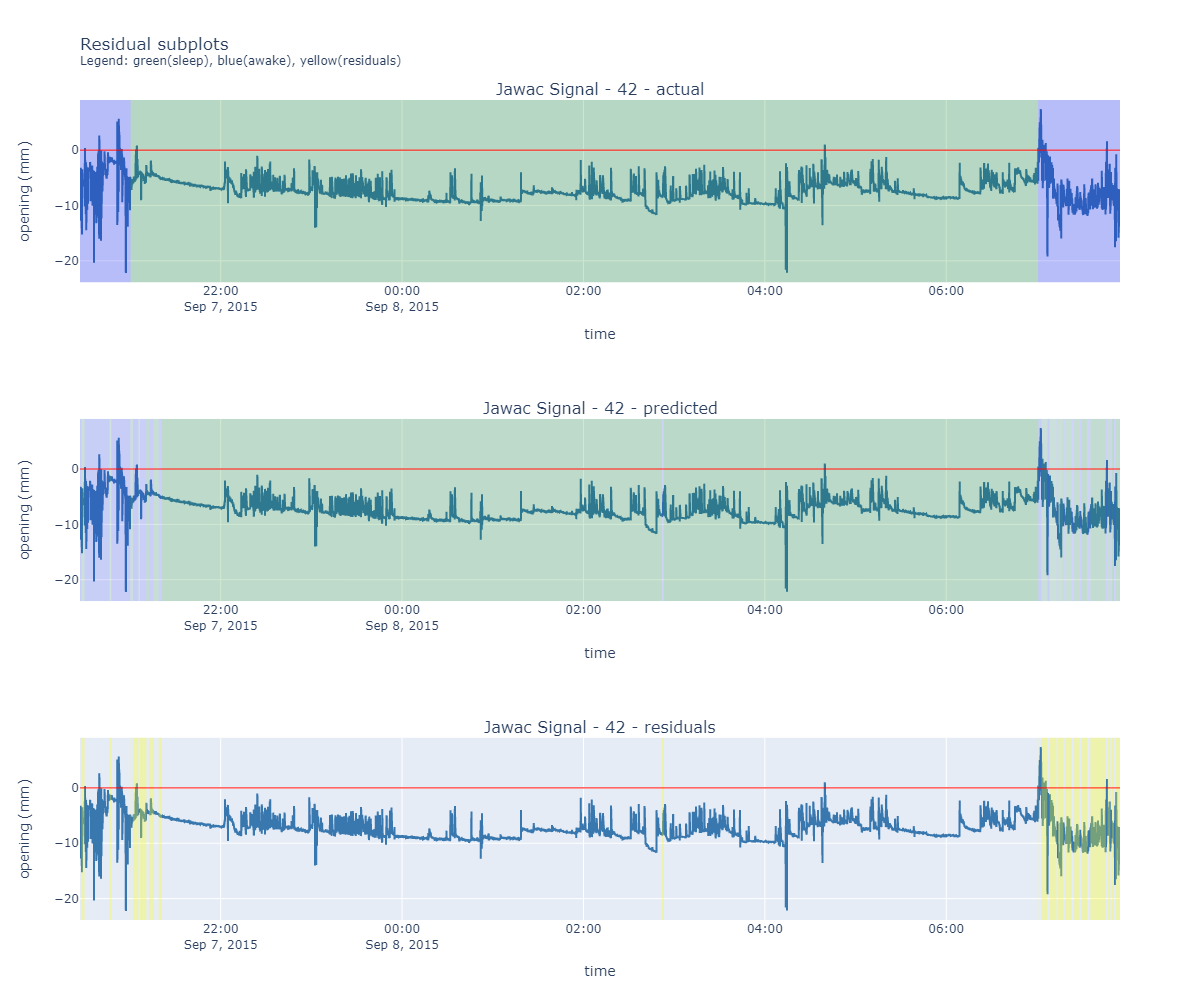 Residual subplots
Legend: green(sleep), blue(awake), yellow(residuals)
Jawac Signal - 42 - actual
opening (mm)
0
−10
−20
22:00 00:00 02:00 04:00 06:00
Sep 7, 2015 Sep 8, 2015
time
Jawac Signal - 42 - predicted
opening (mm)
0
−10
−20
22:00 00:00 02:00 04:00 06:00
Sep 7, 2015 Sep 8, 2015
time
Jawac Signal - 42 - residuals
opening (mm)
0
−10
−20
22:00 00:00 02:00 04:00 06:00
Sep 7, 2015 Sep 8, 2015
time